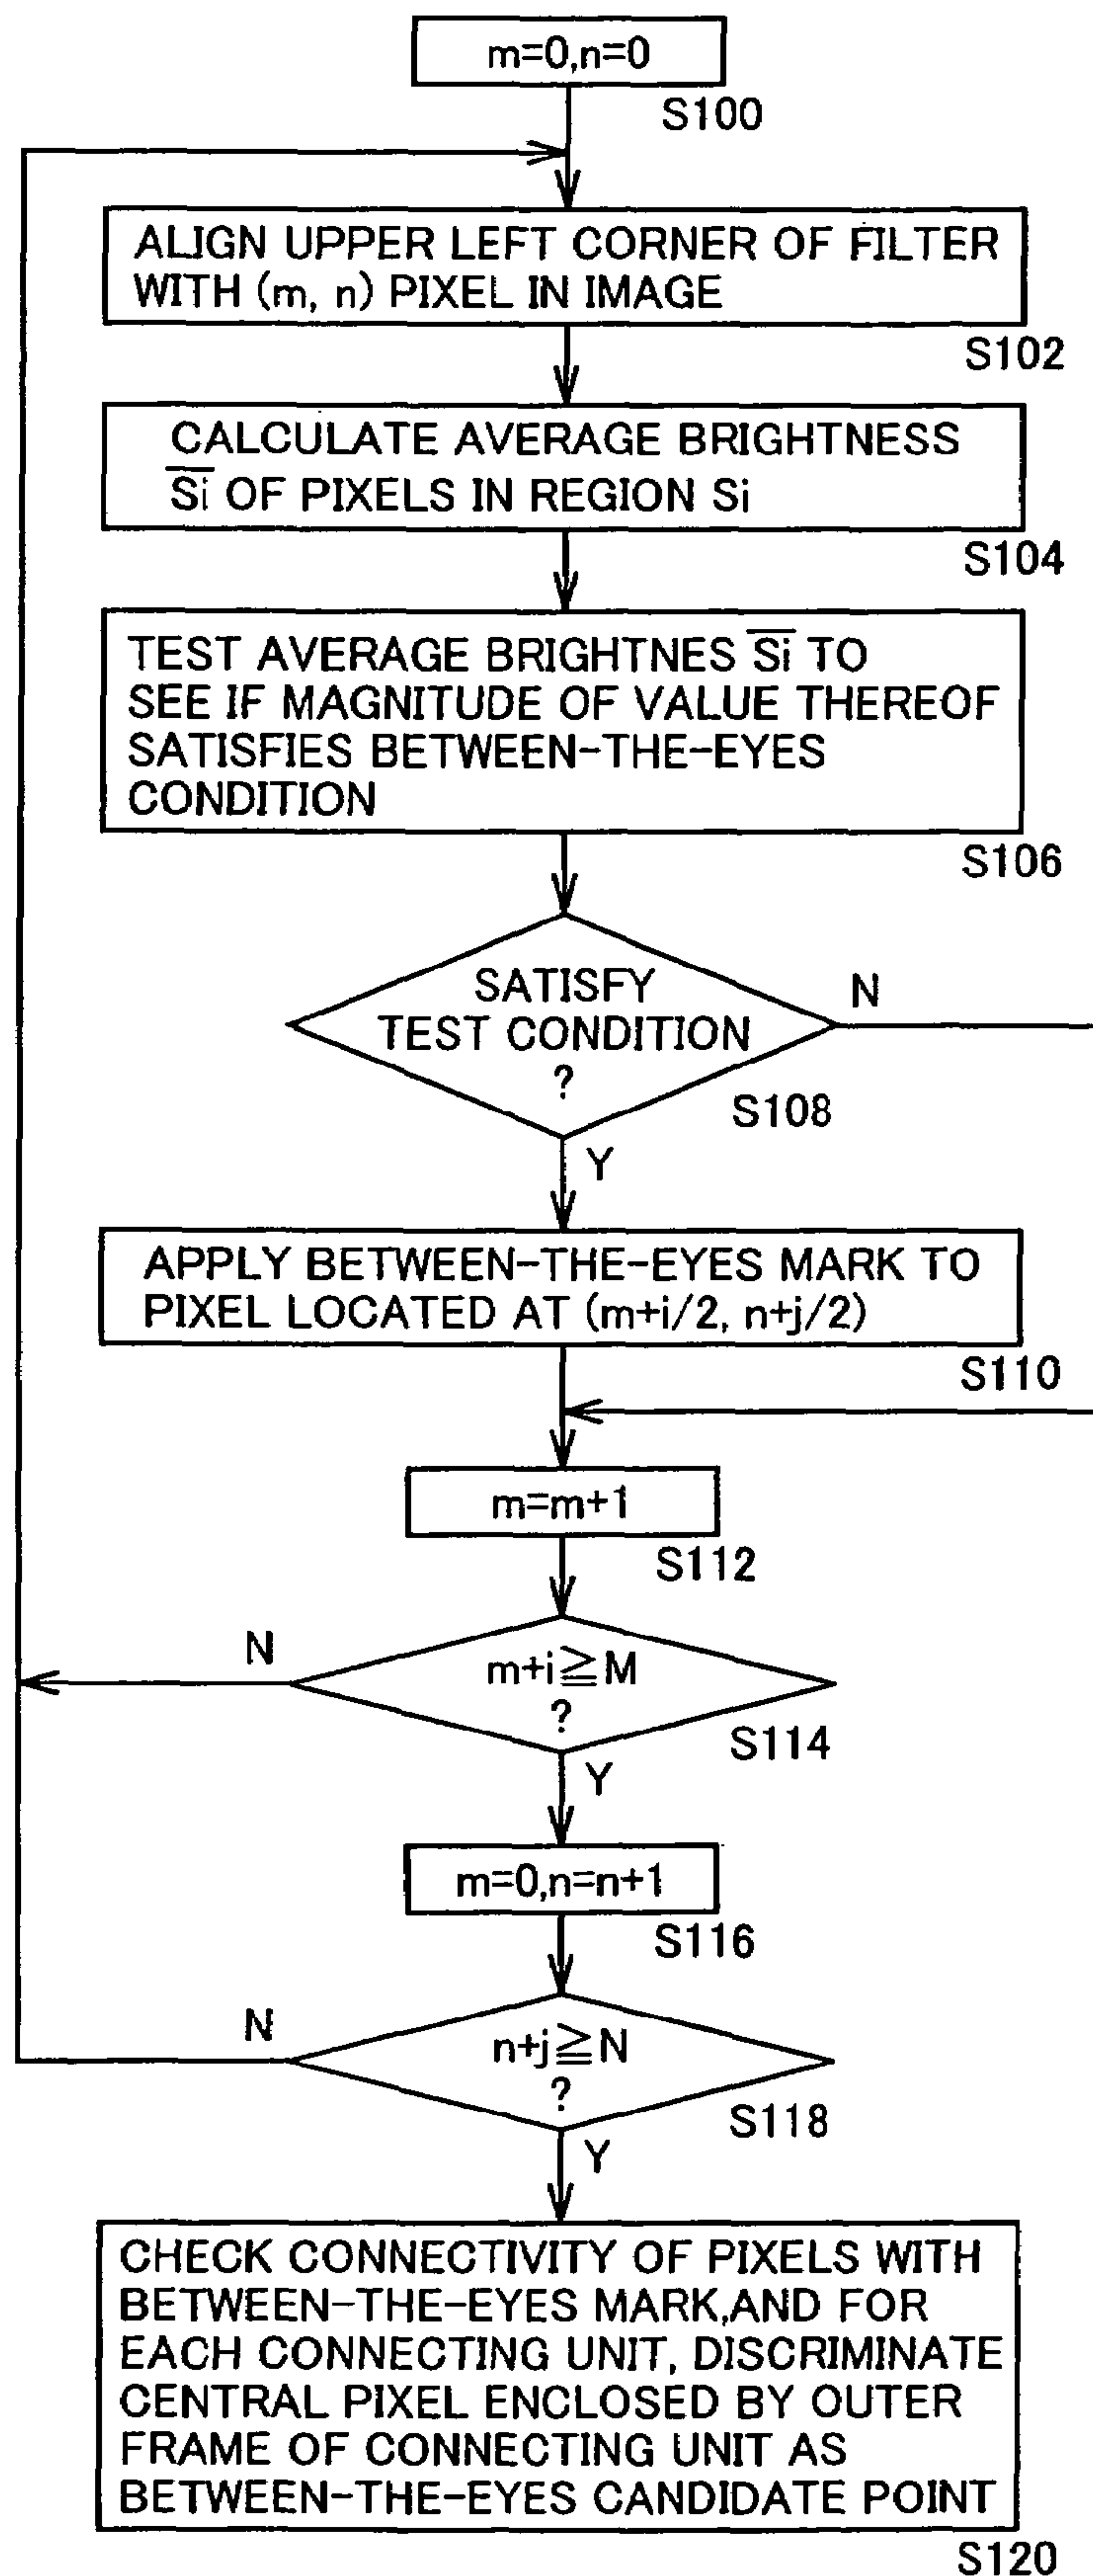 m=0,n=0
S100
ALIGN UPPER LEFT CORNER OF FILTER
WITH (m, n) PIXEL IN IMAGE
S102
CALCULATE AVERAGE BRIGHTNESS
S̅i̅ OF PIXELS IN REGION Si
S104
TEST AVERAGE BRIGHTNES S̅i̅ TO
SEE IF MAGNITUDE OF VALUE THEREOF
SATISFIES BETWEEN-THE-EYES
CONDITION
S106
SATISFY
TEST CONDITION
?
N
S108
Y
APPLY BETWEEN-THE-EYES MARK TO
PIXEL LOCATED AT (m+i/2, n+j/2)
S110
m=m+1
S112
N
m+i≧M
?
S114
Y
m=0,n=n+1
S116
N
n+j≧N
?
S118
Y
CHECK CONNECTIVITY OF PIXELS WITH
BETWEEN-THE-EYES MARK,AND FOR
EACH CONNECTING UNIT, DISCRIMINATE
CENTRAL PIXEL ENCLOSED BY OUTER
FRAME OF CONNECTING UNIT AS
BETWEEN-THE-EYES CANDIDATE POINT
S120